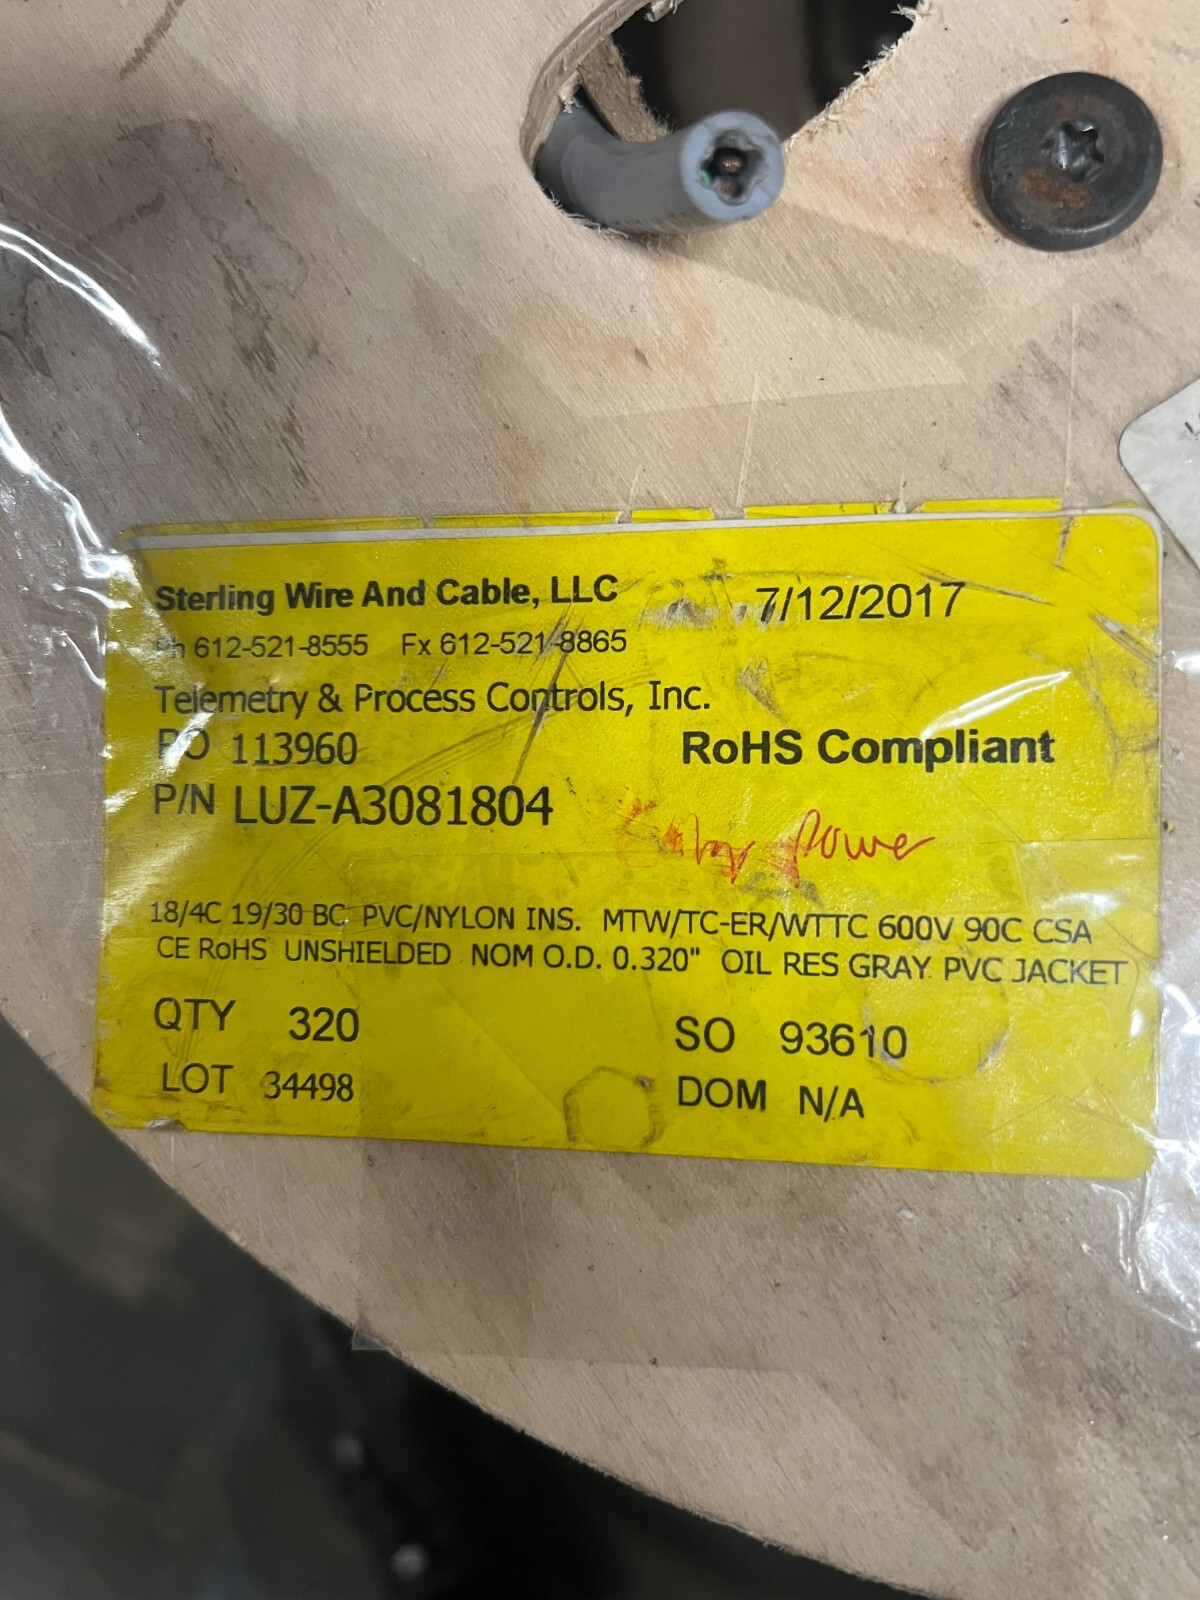 Sterling Wire And Cable, LLC 7/12/2017
Ph 612-521-8555 Fx 612-521-8865
Telemetry & Process Controls, Inc.
PO 113960 RoHS Compliant
P/N LUZ-A3081804
Power
18/4C 19/30 BC PVC/NYLON INS. MTW/TC-ER/WTTC 600V 90C CSA
CE RoHS UNSHIELDED NOM O.D. 0.320" OIL RES GRAY PVC JACKET
QTY 320 SO 93610
LOT 34498 DOM N/A